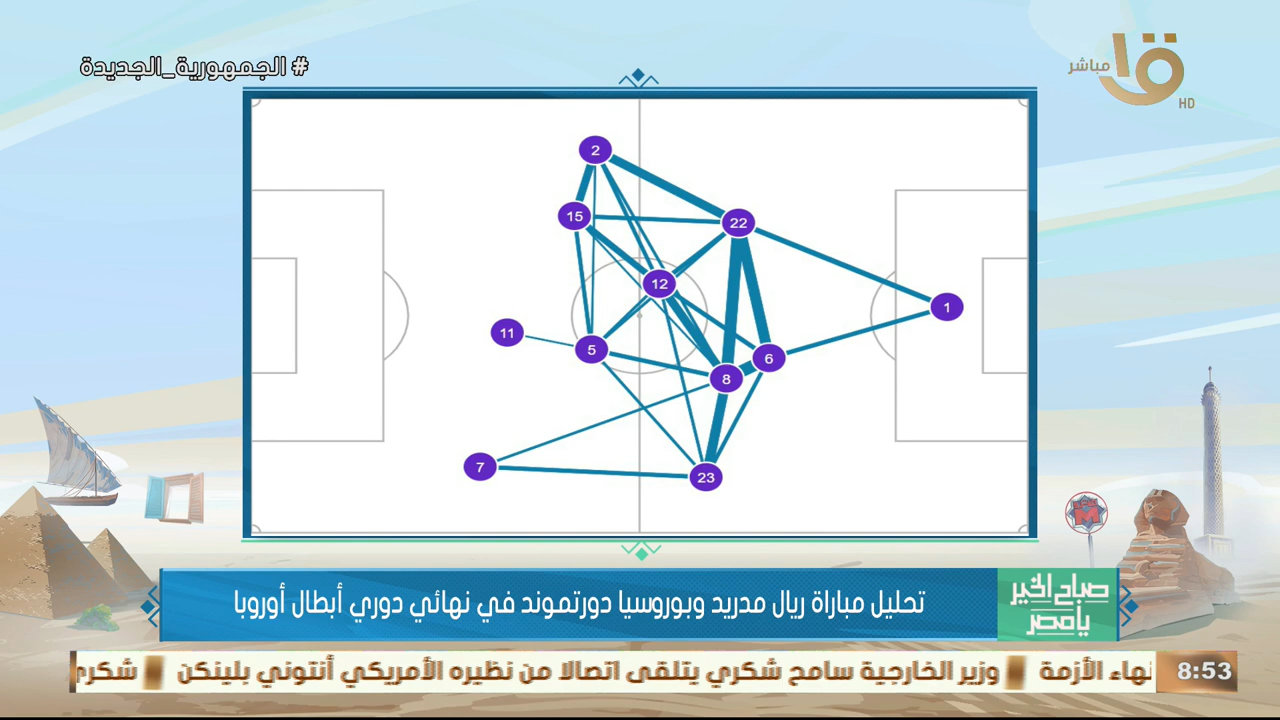 # الجمهورية_الجديدة
مباشر
HD
2
15
22
12
1
11
5
6
8
7
23
صباح الخير
يا مصر
تحليل مباراة ريال مدريد وبوروسيا دورتموند في نهائي دوري أبطال أوروبا
8:53
نهاء الأزمة وزير الخارجية سامح شكري يتلقى اتصالا من نظيره الأمريكي أنتوني بلينكن شكري